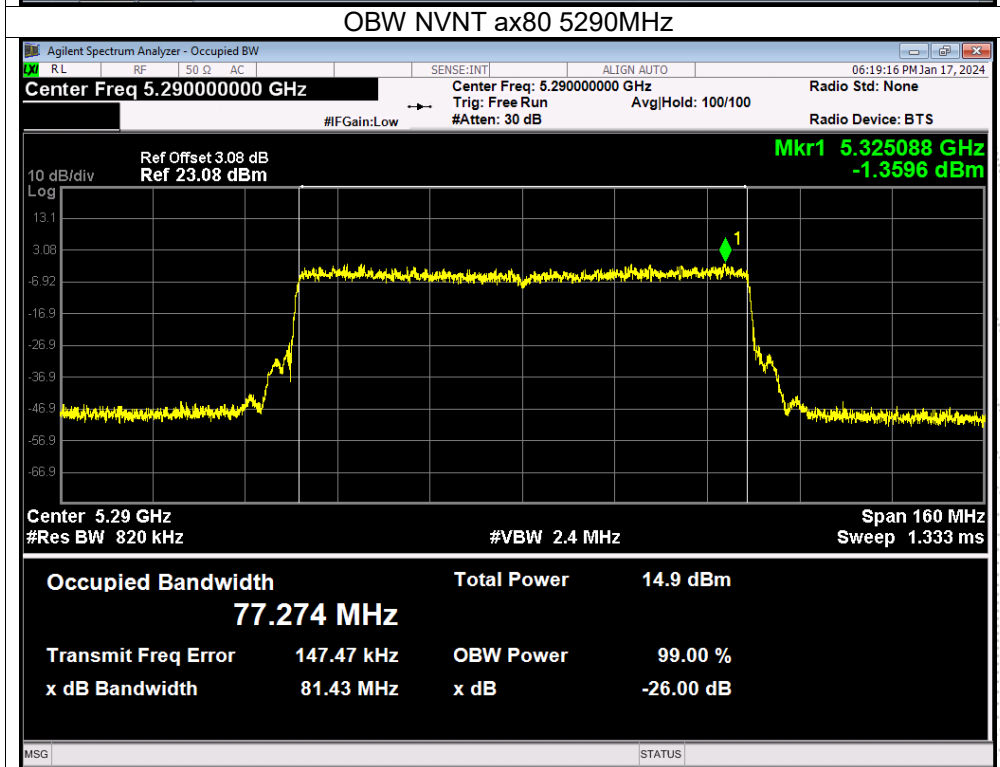 OBW NVNT ax80 5290MHz
Agilent Spectrum Analyzer - Occupied BW
LXI RL RF 50 Ω AC SENSE:INT ALIGN AUTO 06:19:16 PM Jan 17, 2024
Center Freq 5.290000000 GHz Center Freq: 5.290000000 GHz Radio Std: None
Trig: Free Run Avg|Hold: 100/100
#IFGain:Low #Atten: 30 dB Radio Device: BTS
Ref Offset 3.08 dB Mkr1 5.325088 GHz
10 dB/div Ref 23.08 dBm -1.3596 dBm
Log
13.1
1
3.08
-6.92
-16.9
-26.9
-36.9
-46.9
-56.9
-66.9
Center 5.29 GHz Span 160 MHz
#Res BW 820 kHz #VBW 2.4 MHz Sweep 1.333 ms
Occupied Bandwidth Total Power 14.9 dBm
77.274 MHz
Transmit Freq Error 147.47 kHz OBW Power 99.00 %
x dB Bandwidth 81.43 MHz x dB -26.00 dB
MSG STATUS